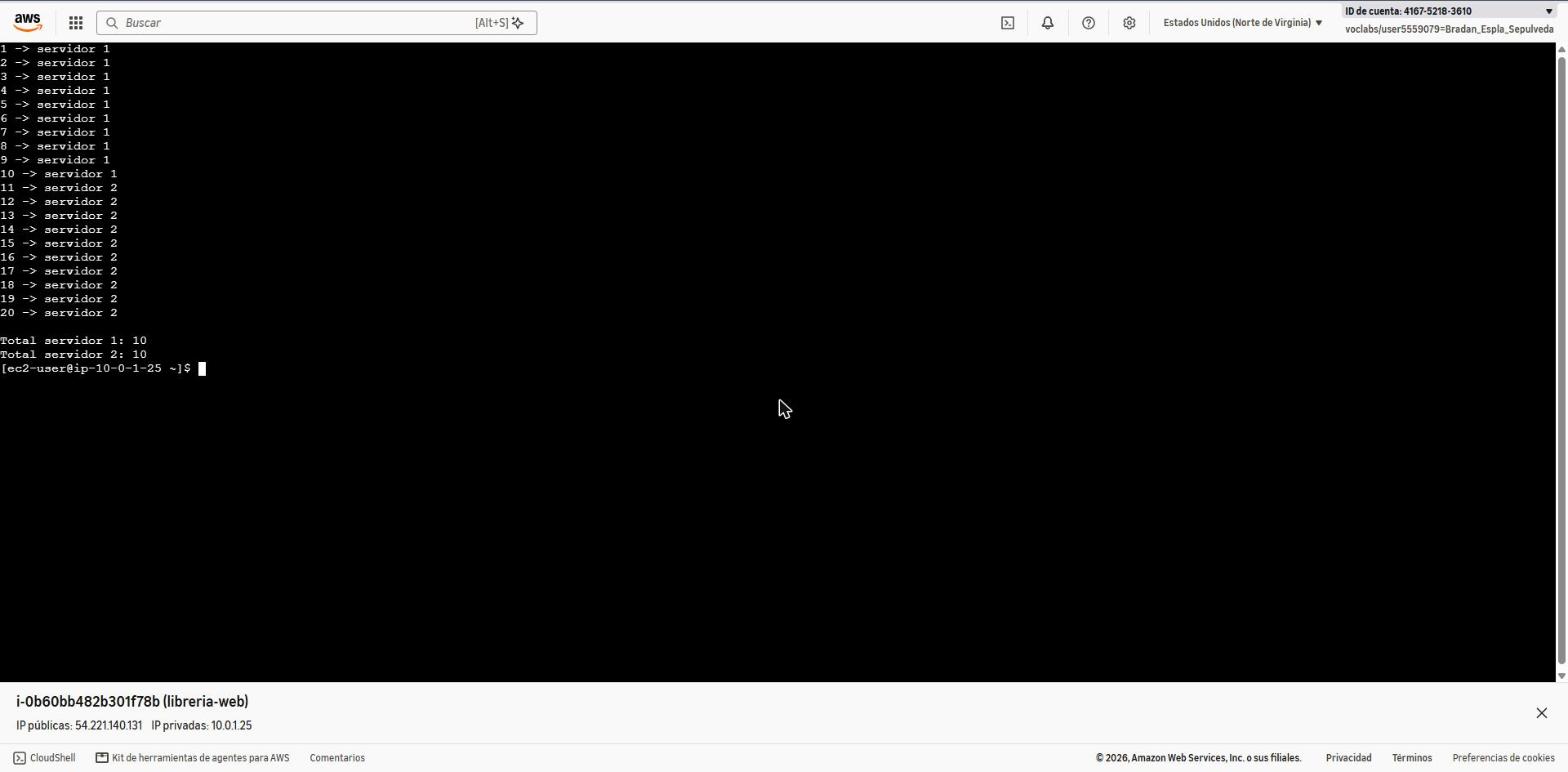 aws
Buscar
[Alt+S]
Estados Unidos (Norte de Virginia)
ID de cuenta: 4167-5218-3610
voclabs/user5559079=Bradan_Espla_Sepulveda
1 -> servidor 1
2 -> servidor 1
3 -> servidor 1
4 -> servidor 1
5 -> servidor 1
6 -> servidor 1
7 -> servidor 1
8 -> servidor 1
9 -> servidor 1
10 -> servidor 1
11 -> servidor 2
12 -> servidor 2
13 -> servidor 2
14 -> servidor 2
15 -> servidor 2
16 -> servidor 2
17 -> servidor 2
18 -> servidor 2
19 -> servidor 2
20 -> servidor 2
Total servidor 1: 10
Total servidor 2: 10
[ec2-user@ip-10-0-1-25 ~]$
i-0b60bb482b301f78b (libreria-web)
IP públicas: 54.221.140.131 IP privadas: 10.0.1.25
CloudShell Kit de herramientas de agentes para AWS Comentarios © 2026, Amazon Web Services, Inc. o sus filiales. Privacidad Términos Preferencias de cookies